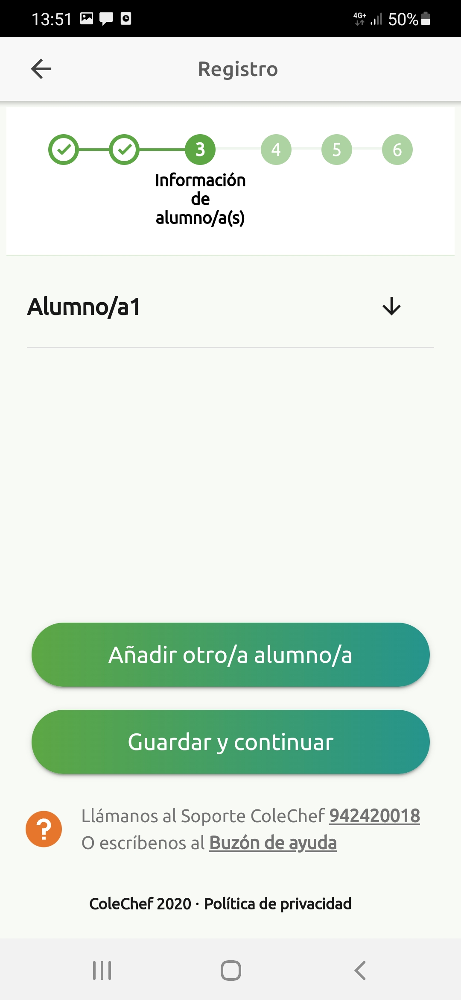 13:51
4G+ 50%
Registro
3 4 5 6
Información
de
alumno/a(s)
Alumno/a1
Añadir otro/a alumno/a
Guardar y continuar
? Llámanos al Soporte ColeChef 942420018
O escríbenos al Buzón de ayuda
ColeChef 2020 · Política de privacidad